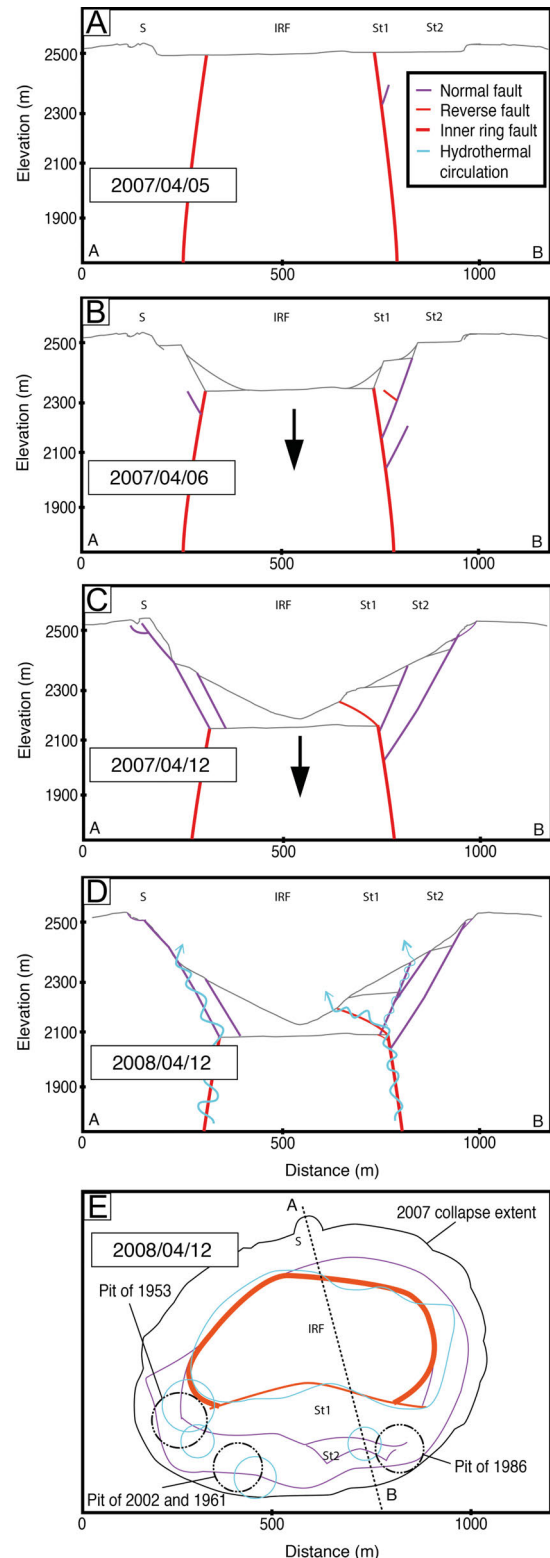 A
S IRF St1 St2
2500
2300
2100
1900
Elevation (m)
Normal fault
Reverse fault
Inner ring fault
Hydrothermal
circulation
2007/04/05
A B
0 500 1000
B
S IRF St1 St2
2500
2300
2100
1900
Elevation (m)
2007/04/06
A B
0 500 1000
C
S IRF St1 St2
2500
2300
2100
1900
Elevation (m)
2007/04/12
A B
0 500 1000
D
S IRF St1 St2
2500
2300
2100
1900
Elevation (m)
2008/04/12
A B
0 500 1000
Distance (m)
E
2008/04/12
A
2007 collapse extent
S
Pit of 1953
IRF
St1
St2
Pit of 1986
Pit of 2002 and 1961
B
0 500 1000
Distance (m)